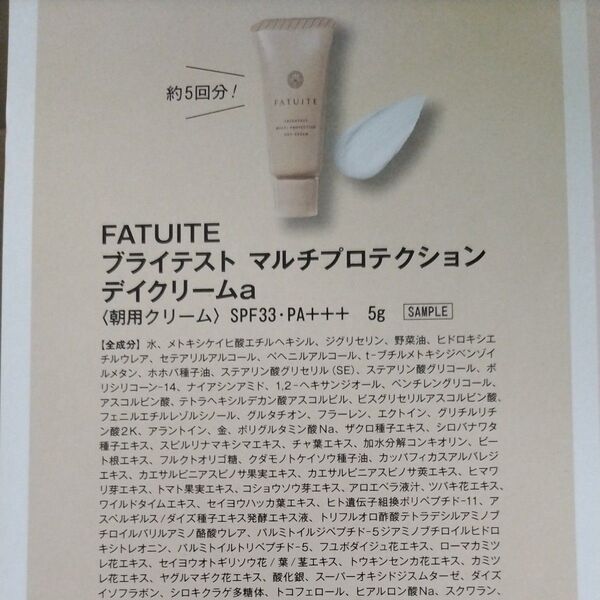 約5回分!
FATUITE
BRIGHTEST
MULTI PROTECTION
DAY CREAM
FATUITE
ブライテスト マルチプロテクション
デイクリームa
〈朝用クリーム〉 SPF33・PA+++ 5g SAMPLE
【全成分】水、メトキシケイヒ酸エチルヘキシル、ジグリセリン、野菜油、ヒドロキシエ
チルウレア、セテアリルアルコール、ベヘニルアルコール、t-ブチルメトキシジベンゾイ
ルメタン、ホホバ種子油、ステアリン酸グリセリル(SE)、ステアリン酸グリコール、ポ
リシリコーン-14、ナイアシンアミド、1,2-ヘキサンジオール、ペンチレングリコール、
アスコルビン酸、テトラヘキシルデカン酸アスコルビル、ビスグリセリルアスコルビン酸、
フェニルエチルレゾルシノール、グルタチオン、フラーレン、エクトイン、グリチルリチ
ン酸2K、アラントイン、金、ポリグルタミン酸Na、ザクロ種子エキス、シロバナワタ
種子エキス、スピルリナマキシマエキス、チャ葉エキス、加水分解コンキオリン、ビー
ト根エキス、フルクトオリゴ糖、クダモノトケイソウ種子油、カッパフィカスアルバレジ
エキス、カエサルピニアスピノサ果実エキス、カエサルピニアスピノサ莢エキス、ヒマワ
リ芽エキス、トマト果実エキス、コショウソウ芽エキス、アロエベラ液汁、ツバキ花エキス、
ワイルドタイムエキス、セイヨウハッカ葉エキス、ヒト遺伝子組換ポリペプチド-11、ア
スペルギルス/ダイズ種子エキス発酵エキス液、トリフルオロ酢酸テトラデシルアミノブ
チロイルバリルアミノ酪酸ウレア、パルミトイルジペプチド-5ジアミノブチロイルヒドロ
キシトレオニン、パルミトイルトリペプチド-5、フユボダイジュ花エキス、ローマカミツ
レ花エキス、セイヨウオトギリソウ花/葉/茎エキス、トウキンセンカ花エキス、カミツ
レ花エキス、ヤグルマギク花エキス、酸化銀、スーパーオキシドジスムターゼ、ダイズ
イソフラボン、シロキクラゲ多糖体、トコフェロール、ヒアルロン酸Na、スクワラン、